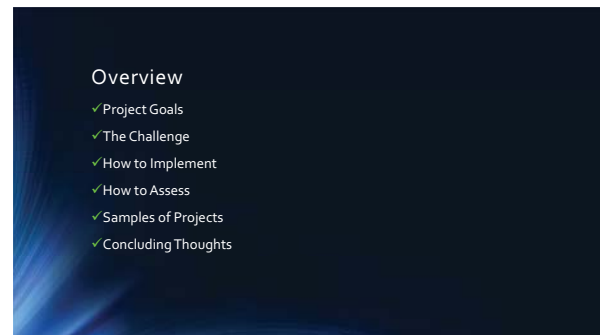 Overview
✓Project Goals
✓The Challenge
✓How to Implement
✓How to Assess
✓Samples of Projects
✓Concluding Thoughts